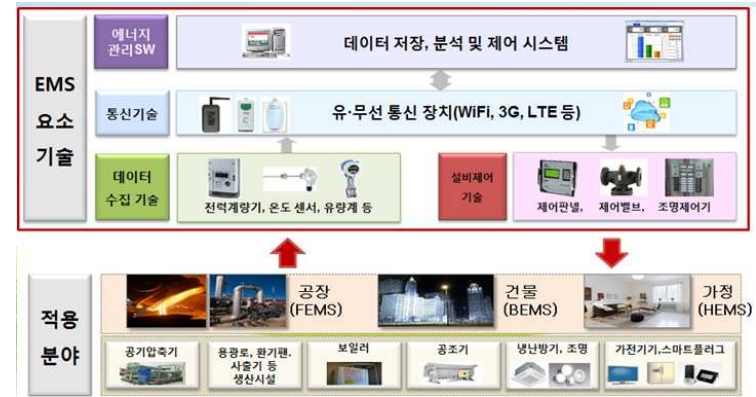 에너지
관리SW
데이터 저장, 분석 및 제어 시스템
EMS
요소
기술
통신기술
유·무선 통신 장치(WiFi, 3G, LTE 등)
데이터
수집 기술
전력계량기, 온도 센서, 유량계 등
설비제어
기술
제어판넬, 제어밸브, 조명제어기
적용
분야
공장
(FEMS)
건물
(BEMS)
가정
(HEMS)
공기압축기
용광로, 환기팬.
사출기 등
생산시설
보일러
공조기
냉난방기, 조명
가전기기,스마트플러그